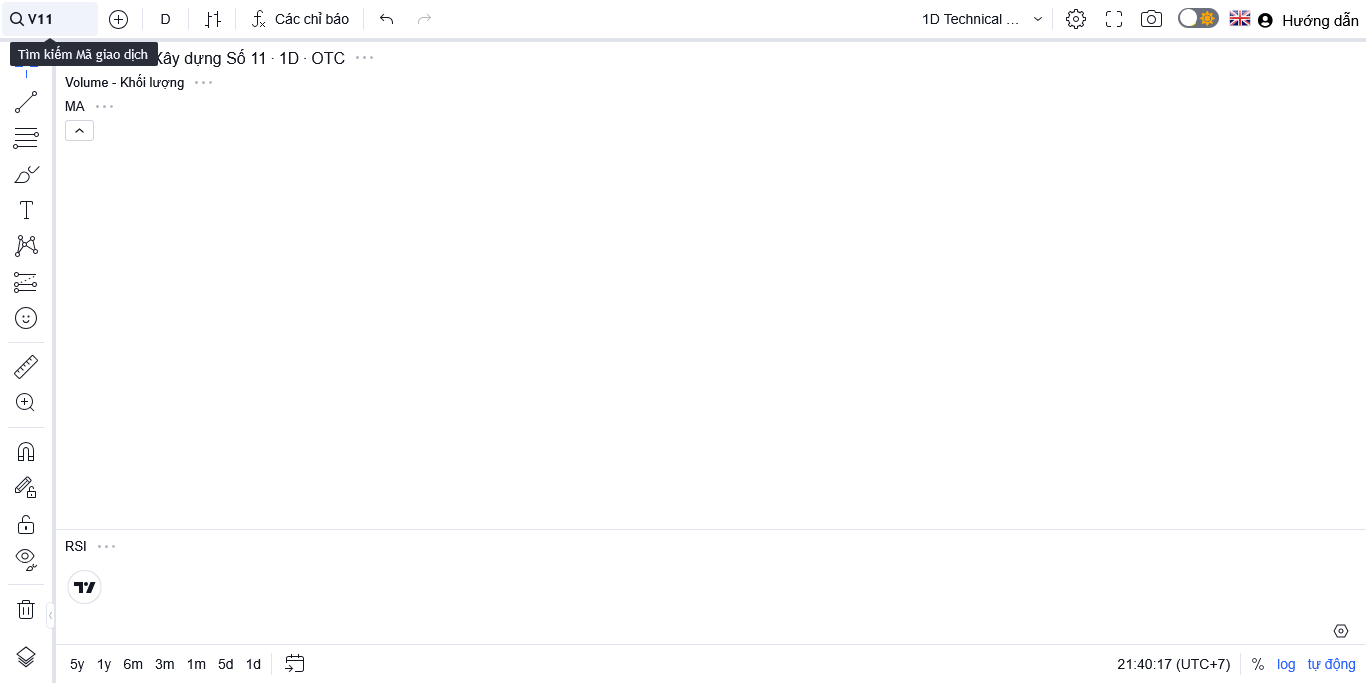 V11
D
Các chỉ báo
1D Technical ...
Hướng dẫn
Tìm kiếm Mã giao dịch
Xây dựng Số 11 · 1D · OTC
Volume - Khối lượng
MA
RSI
5y 1y 6m 3m 1m 5d 1d
21:40:17 (UTC+7)
%
log
tự động